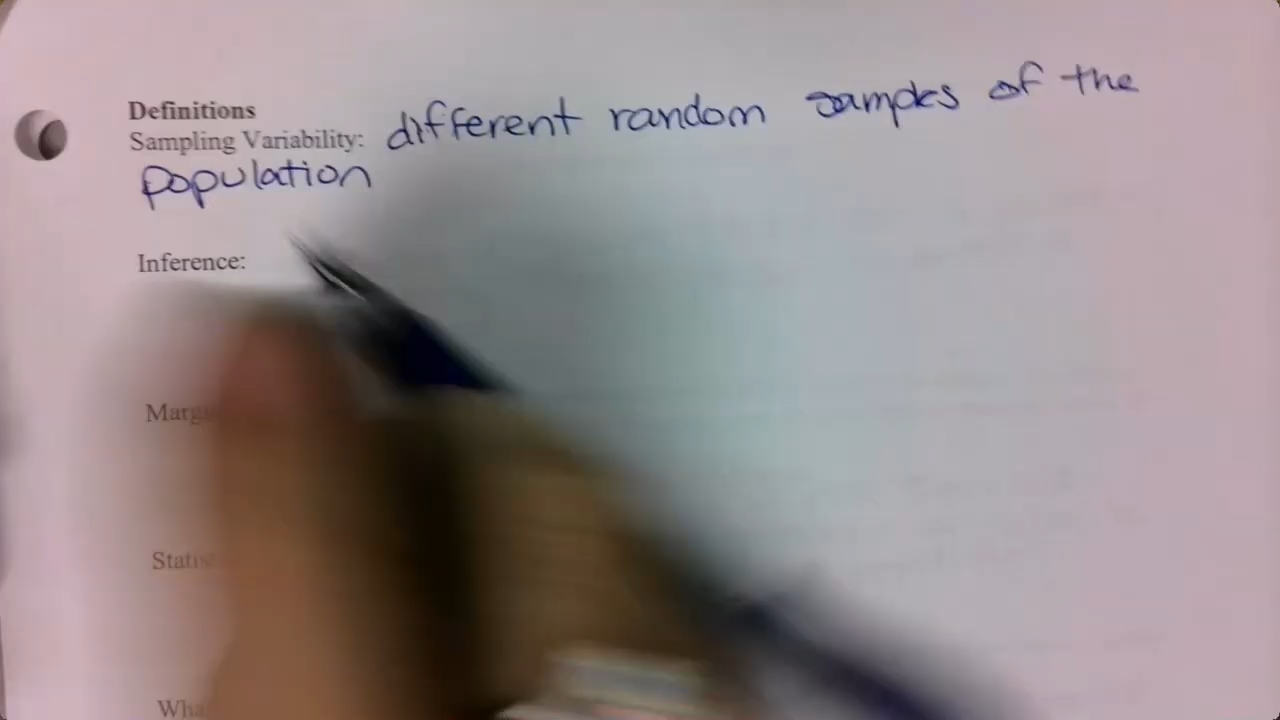 Definitions
Sampling Variability: different random samples of the
population
Inference: